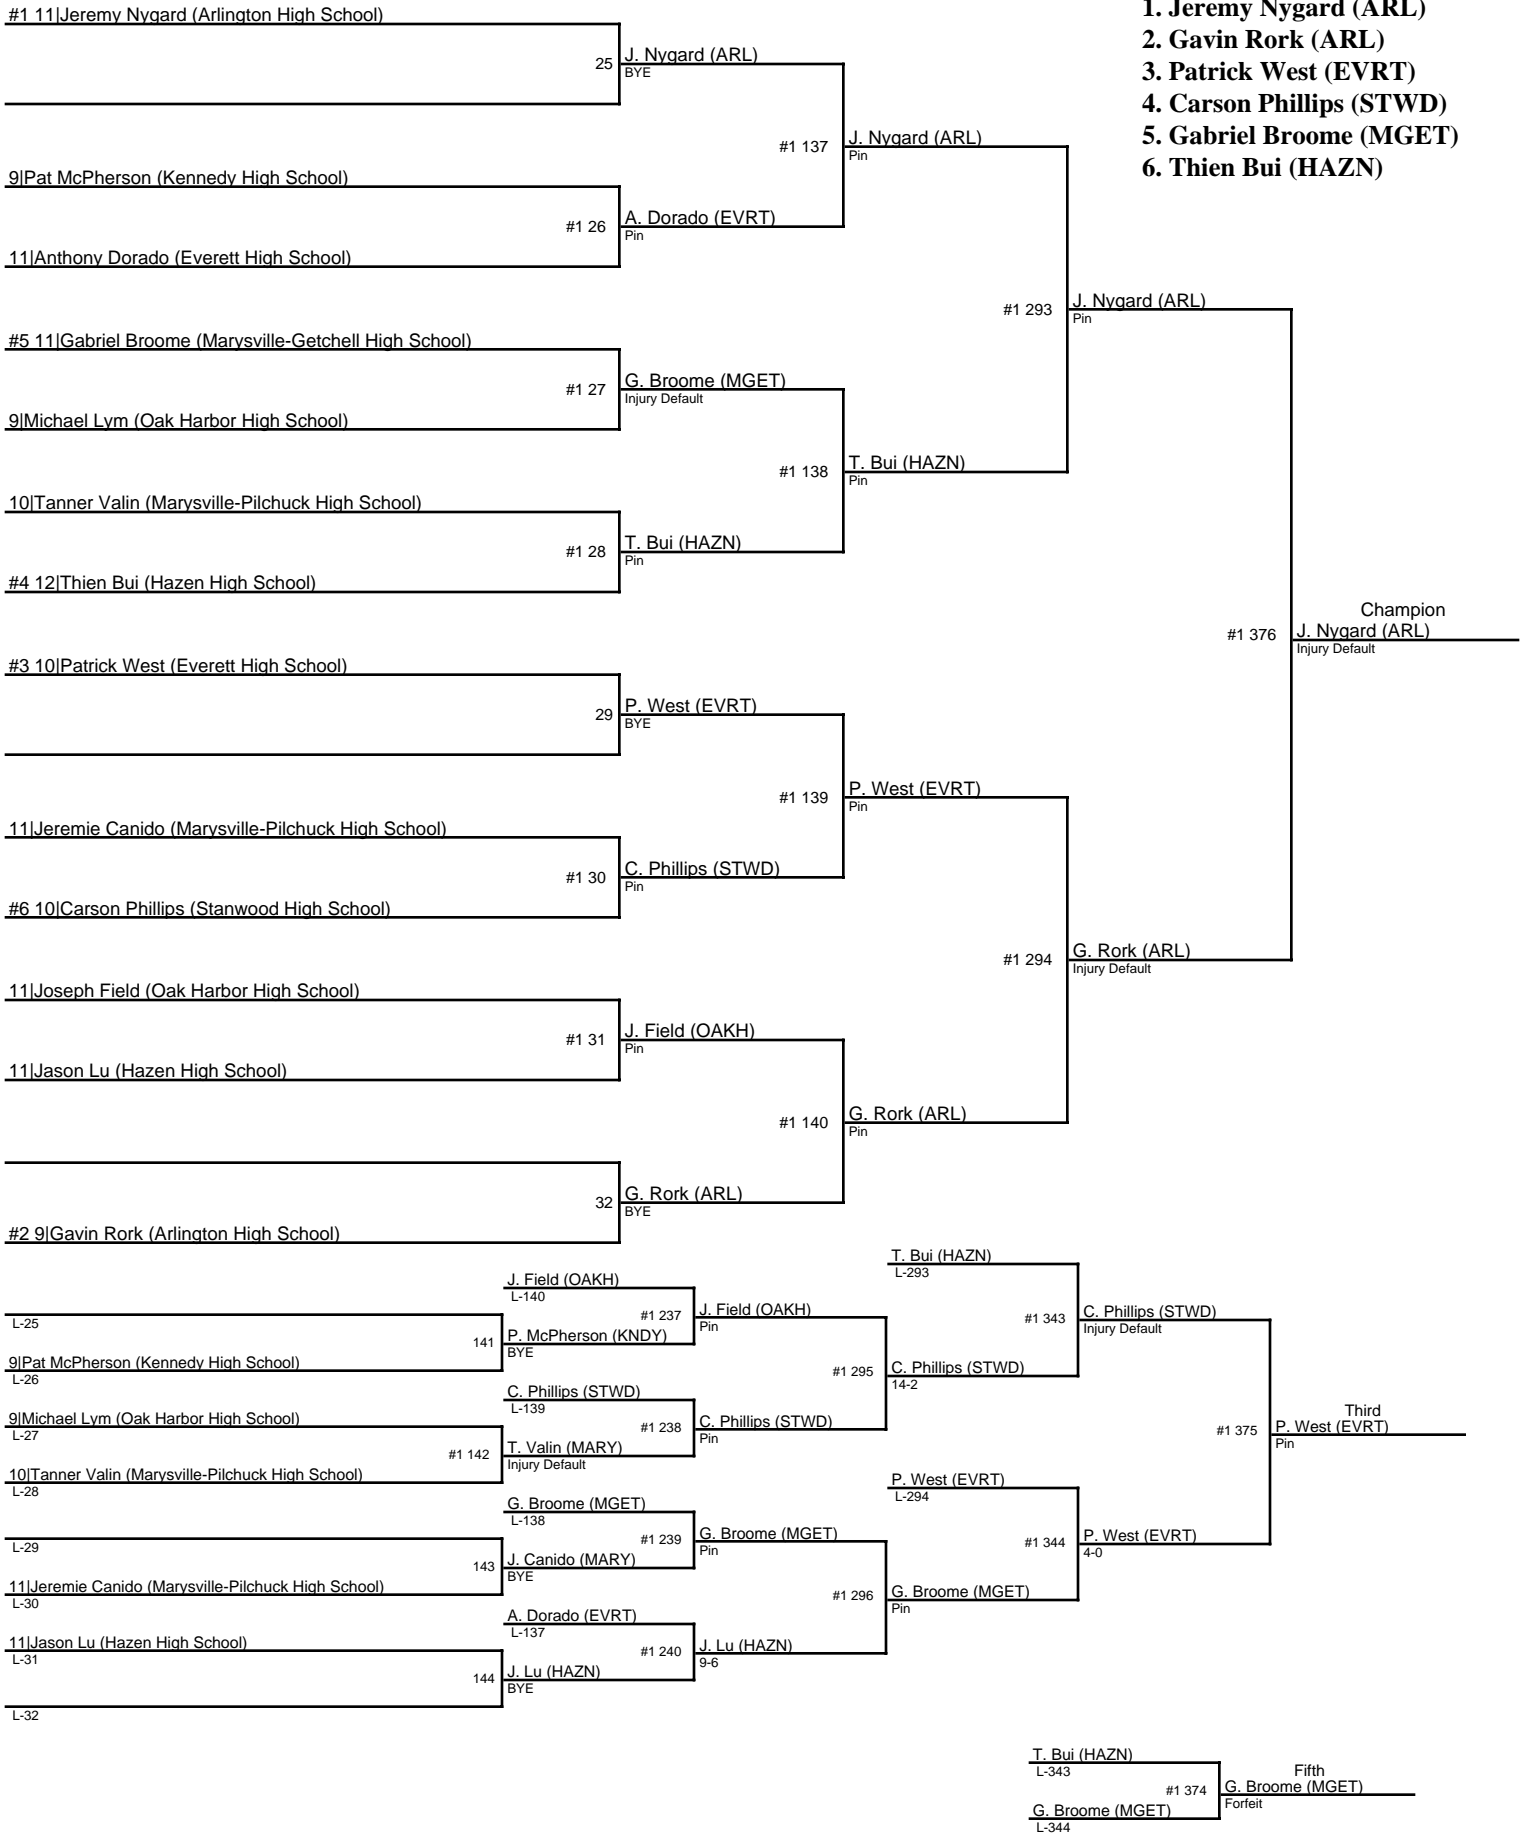 #1 11|Jeremy Nygard (Arlington High School)
1. Jeremy Nygard (ARL)
2. Gavin Rork (ARL)
3. Patrick West (EVRT)
4. Carson Phillips (STWD)
5. Gabriel Broome (MGET)
6. Thien Bui (HAZN)
25
J. Nygard (ARL)
BYE
#1 137
J. Nygard (ARL)
Pin
9|Pat McPherson (Kennedy High School)
#1 26
A. Dorado (EVRT)
Pin
11|Anthony Dorado (Everett High School)
#1 293
J. Nygard (ARL)
Pin
#5 11|Gabriel Broome (Marysville-Getchell High School)
#1 27
G. Broome (MGET)
Injury Default
9|Michael Lym (Oak Harbor High School)
#1 138
T. Bui (HAZN)
Pin
10|Tanner Valin (Marysville-Pilchuck High School)
#1 28
T. Bui (HAZN)
Pin
#4 12|Thien Bui (Hazen High School)
Champion
#1 376
J. Nygard (ARL)
Injury Default
#3 10|Patrick West (Everett High School)
29
P. West (EVRT)
BYE
#1 139
P. West (EVRT)
Pin
11|Jeremie Canido (Marysville-Pilchuck High School)
#1 30
C. Phillips (STWD)
Pin
#6 10|Carson Phillips (Stanwood High School)
#1 294
G. Rork (ARL)
Injury Default
11|Joseph Field (Oak Harbor High School)
#1 31
J. Field (OAKH)
Pin
11|Jason Lu (Hazen High School)
#1 140
G. Rork (ARL)
Pin
32
G. Rork (ARL)
BYE
#2 9|Gavin Rork (Arlington High School)
T. Bui (HAZN)
L-293
J. Field (OAKH)
L-140
#1 237
J. Field (OAKH)
Pin
L-25
141
P. McPherson (KNDY)
BYE
9|Pat McPherson (Kennedy High School)
L-26
#1 343
C. Phillips (STWD)
Injury Default
#1 295
C. Phillips (STWD)
14-2
C. Phillips (STWD)
L-139
9|Michael Lym (Oak Harbor High School)
L-27
#1 238
C. Phillips (STWD)
Pin
#1 142
T. Valin (MARY)
Injury Default
10|Tanner Valin (Marysville-Pilchuck High School)
L-28
Third
#1 375
P. West (EVRT)
Pin
P. West (EVRT)
L-294
G. Broome (MGET)
L-138
#1 239
G. Broome (MGET)
Pin
L-29
143
J. Canido (MARY)
BYE
11|Jeremie Canido (Marysville-Pilchuck High School)
L-30
#1 344
P. West (EVRT)
4-0
#1 296
G. Broome (MGET)
Pin
A. Dorado (EVRT)
L-137
11|Jason Lu (Hazen High School)
L-31
#1 240
J. Lu (HAZN)
9-6
144
J. Lu (HAZN)
BYE
L-32
T. Bui (HAZN)
L-343
Fifth
#1 374
G. Broome (MGET)
Forfeit
G. Broome (MGET)
L-344